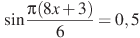 sin π(8x+3)/6 = 0,5